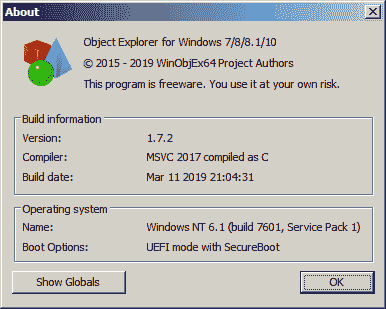 About
Object Explorer for Windows 7/8/8.1/10
© 2015 - 2019 WinObjEx64 Project Authors
This program is freeware. You use it at your own risk.
Build information
Version: 1.7.2
Compiler: MSVC 2017 compiled as C
Build date: Mar 11 2019 21:04:31
Operating system
Name: Windows NT 6.1 (build 7601, Service Pack 1)
Boot Options: UEFI mode with SecureBoot
Show Globals OK